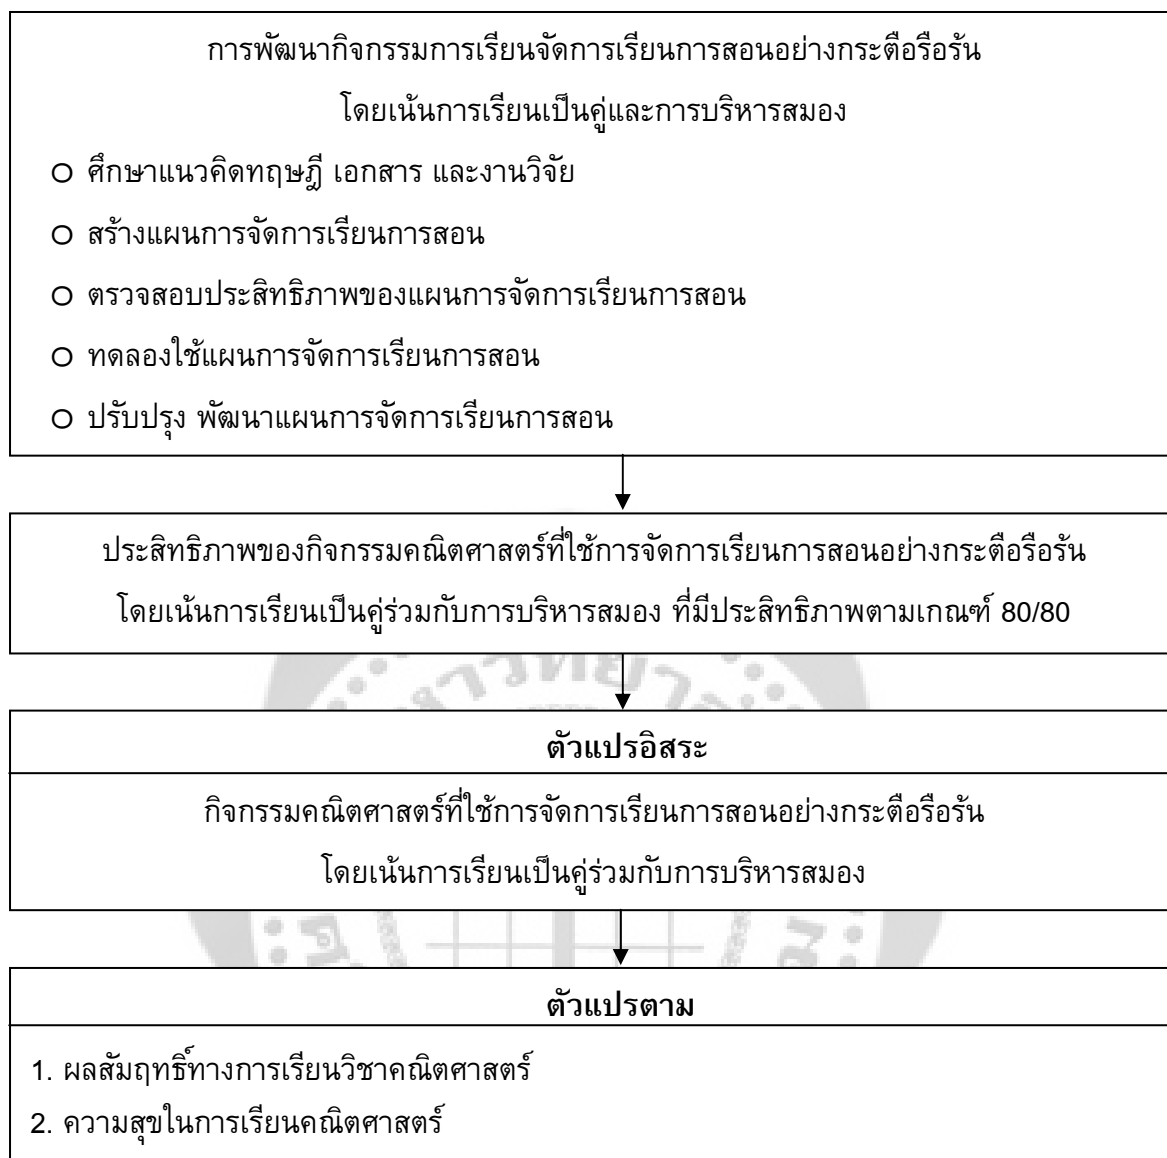 การพัฒนากิจกรรมการเรียนจัดการเรียนการสอนอย่างกระตือรือร้น
โดยเน้นการเรียนเป็นคู่และการบริหารสมอง
ศึกษาแนวคิดทฤษฎี เอกสาร และงานวิจัย
สร้างแผนการจัดการเรียนการสอน
ตรวจสอบประสิทธิภาพของแผนการจัดการเรียนการสอน
ทดลองใช้แผนการจัดการเรียนการสอน
ปรับปรุง พัฒนาแผนการจัดการเรียนการสอน
ประสิทธิภาพของกิจกรรมคณิตศาสตร์ที่ใช้การจัดการเรียนการสอนอย่างกระตือรือร้น
โดยเน้นการเรียนเป็นคู่ร่วมกับการบริหารสมอง ที่มีประสิทธิภาพตามเกณฑ์ 80/80
ตัวแปรอิสระ
กิจกรรมคณิตศาสตร์ที่ใช้การจัดการเรียนการสอนอย่างกระตือรือร้น
โดยเน้นการเรียนเป็นคู่ร่วมกับการบริหารสมอง
ตัวแปรตาม
1. ผลสัมฤทธิ์ทางการเรียนวิชาคณิตศาสตร์
2. ความสุขในการเรียนคณิตศาสตร์